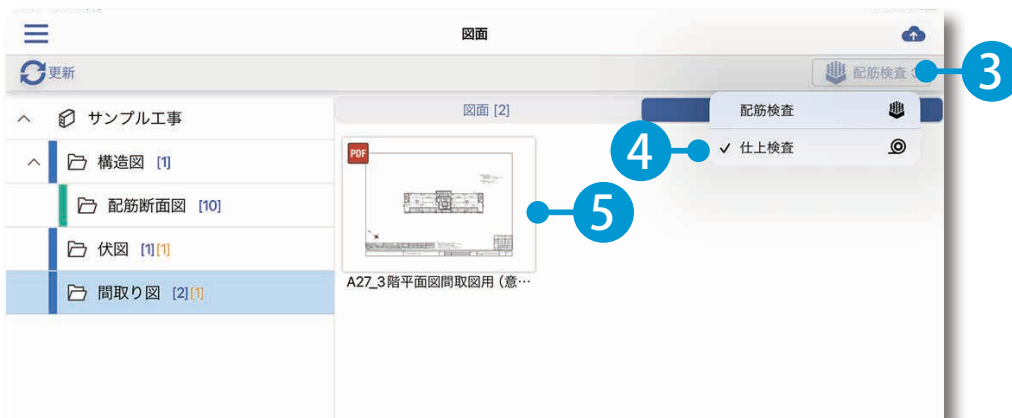 図面
更新
配筋検査
3
サンプル工事
図面 [2]
配筋検査
構造図 [1]
PDF
4
仕上検査
配筋断面図 [10]
5
伏図 [1][1]
A27_3階平面図間取図用（意…
間取り図 [2][1]